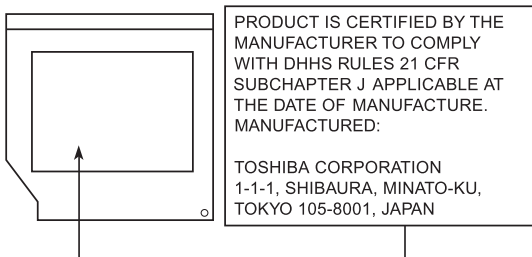 PRODUCT IS CERTIFIED BY THE
MANUFACTURER TO COMPLY
WITH DHHS RULES 21 CFR
SUBCHAPTER J APPLICABLE AT
THE DATE OF MANUFACTURE.
MANUFACTURED:
TOSHIBA CORPORATION
1-1-1, SHIBAURA, MINATO-KU,
TOKYO 105-8001, JAPAN